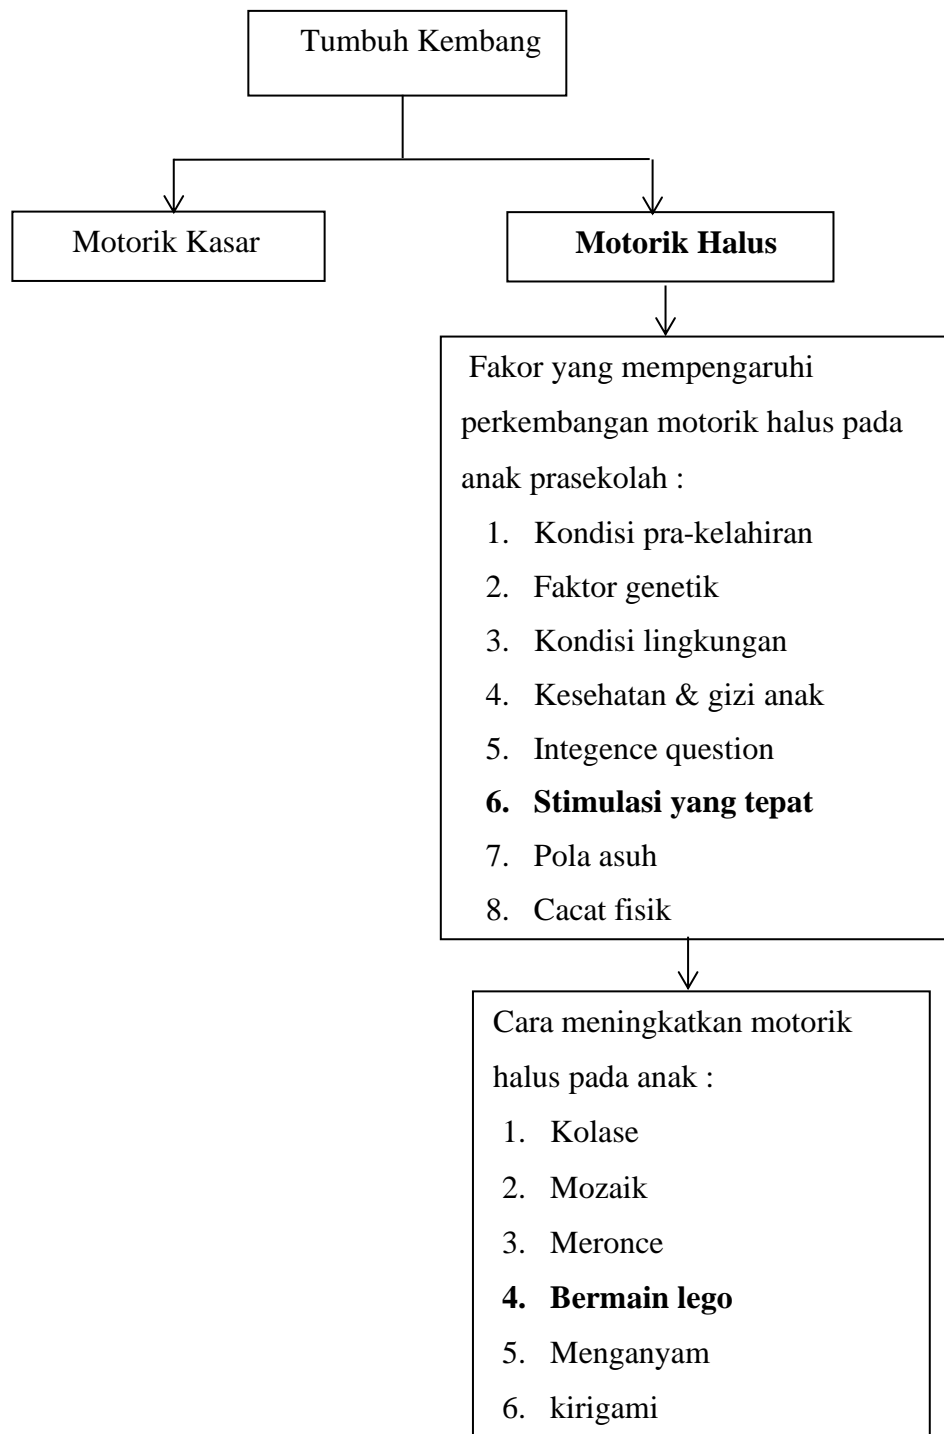 Tumbuh Kembang
Motorik Kasar
Motorik Halus
Fakor yang mempengaruhi
perkembangan motorik halus pada
anak prasekolah :
1. Kondisi pra-kelahiran
2. Faktor genetik
3. Kondisi lingkungan
4. Kesehatan & gizi anak
5. Integence question
6. Stimulasi yang tepat
7. Pola asuh
8. Cacat fisik
Cara meningkatkan motorik
halus pada anak :
1. Kolase
2. Mozaik
3. Meronce
4. Bermain lego
5. Menganyam
6. kirigami